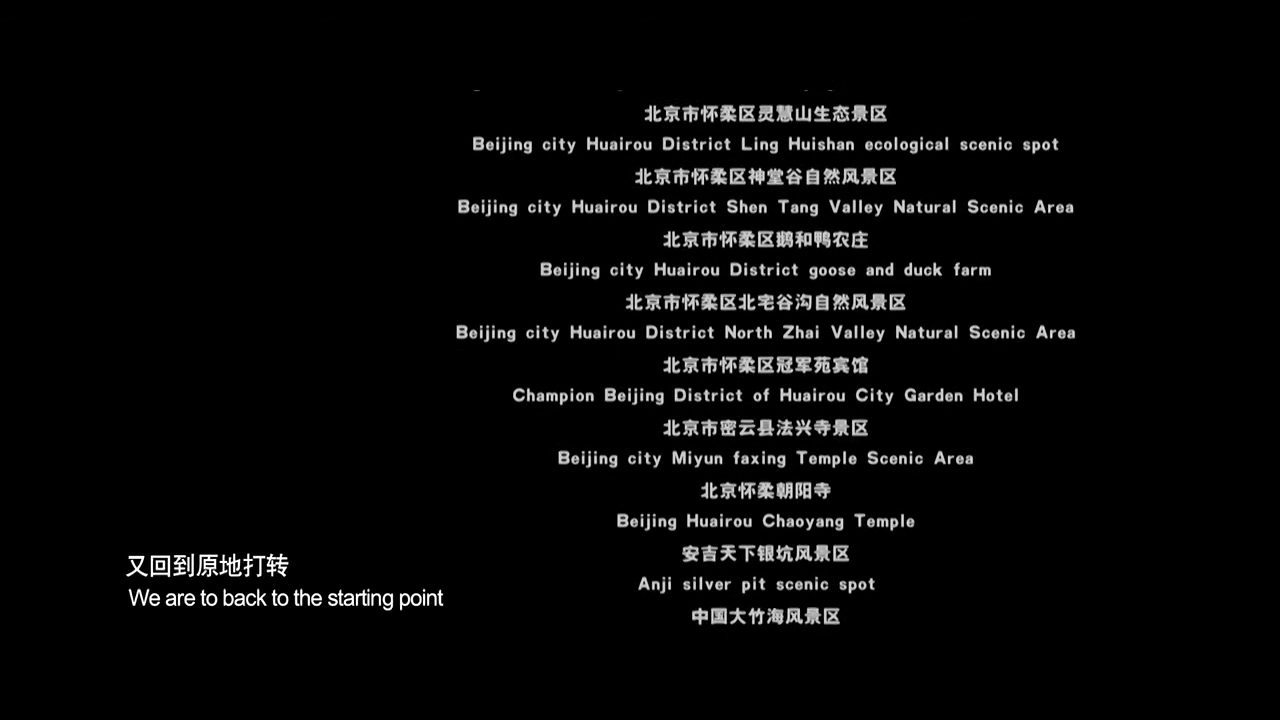 北京市怀柔区灵慧山生态景区
Beijing city Huairou District Ling Huishan ecological scenic spot
北京市怀柔区神堂谷自然风景区
Beijing city Huairou District Shen Tang Valley Natural Scenic Area
北京市怀柔区鹅和鸭农庄
Beijing city Huairou District goose and duck farm
北京市怀柔区北宅谷沟自然风景区
Beijing city Huairou District North Zhai Valley Natural Scenic Area
北京市怀柔区冠军苑宾馆
Champion Beijing District of Huairou City Garden Hotel
北京市密云县法兴寺景区
Beijing city Miyun faxing Temple Scenic Area
北京怀柔朝阳寺
Beijing Huairou Chaoyang Temple
安吉天下银坑风景区
Anji silver pit scenic spot
中国大竹海风景区
又回到原地打转
We are to back to the starting point